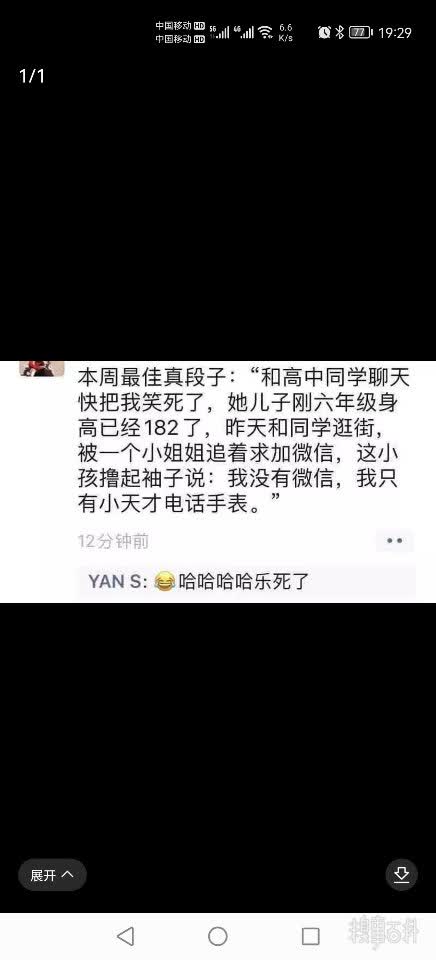 中国移动 HD 5G 4G 6.6 77 19:29
中国移动 HD K/s
1/1
本周最佳真段子：“和高中同学聊天
快把我笑死了，她儿子刚六年级身
高已经182了，昨天和同学逛街，
被一个小姐姐追着求加微信，这小
孩撸起袖子说：我没有微信，我只
有小天才电话手表。”
12分钟前
YAN S: 😂哈哈哈哈乐死了
展开
糗事百科